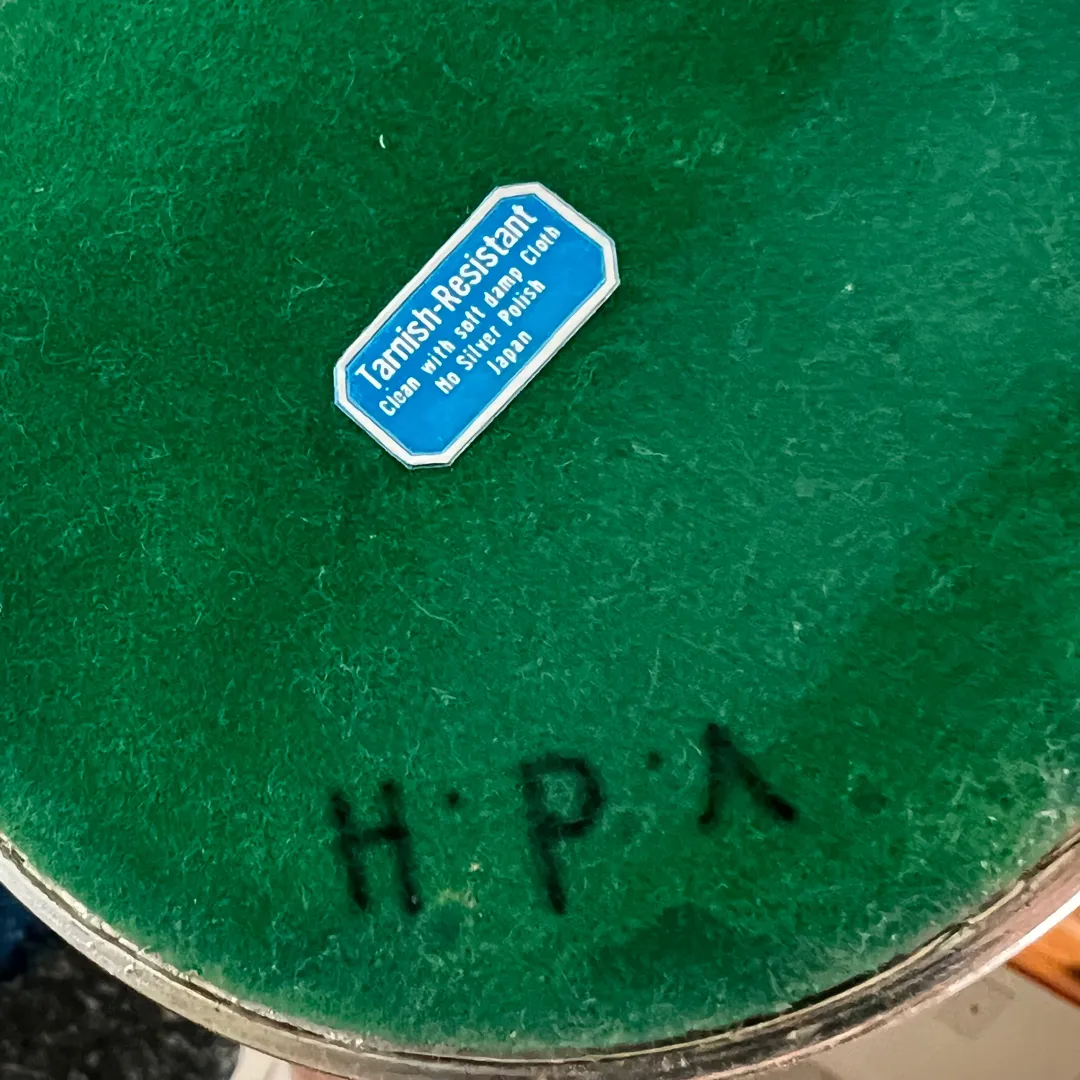 Tarnish-Resistant
Clean with soft damp Cloth
No Silver Polish
Japan
H·P·Λ